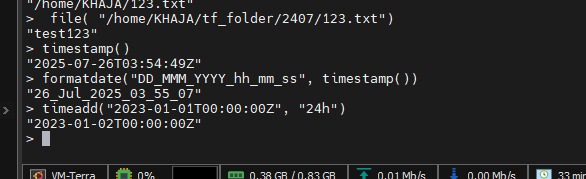 "/home/KHAJA/123.txt"
>  file( "/home/KHAJA/tf_folder/2407/123.txt")
"test123"
> timestamp()
"2025-07-26T03:54:49Z"
> formatdate("DD_MMM_YYYY_hh_mm_ss", timestamp())
"26_Jul_2025_03_55_07"
> timeadd("2023-01-01T00:00:00Z", "24h")
"2023-01-02T00:00:00Z"
>
VM-Terra 0% 0.38 GB / 0.83 GB 0.01 Mb/s 0.00 Mb/s 33 min